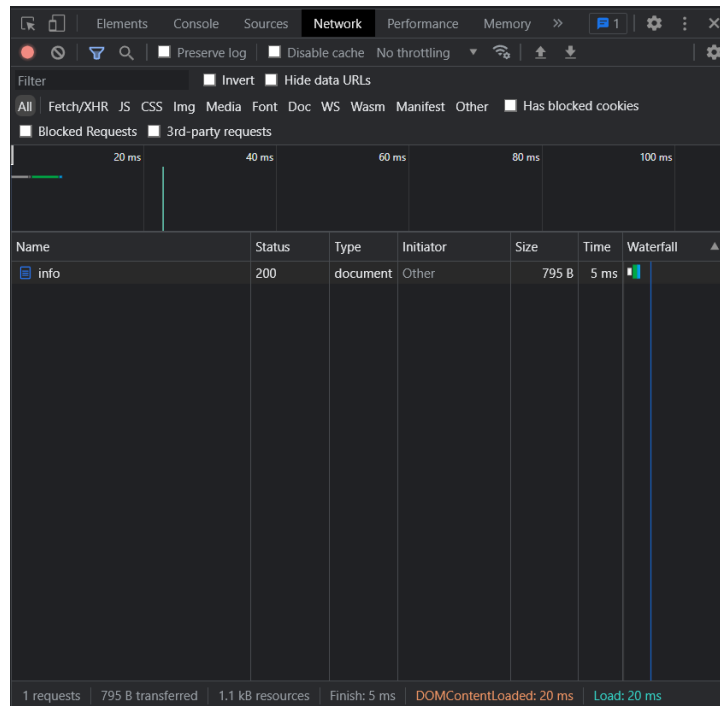 Elements Console Sources Network Performance Memory » 1
Preserve log Disable cache No throttling
Filter Invert Hide data URLs
All Fetch/XHR JS CSS Img Media Font Doc WS Wasm Manifest Other Has blocked cookies
Blocked Requests 3rd-party requests
20 ms 40 ms 60 ms 80 ms 100 ms
Name Status Type Initiator Size Time Waterfall
info 200 document Other 795 B 5 ms
1 requests 795 B transferred 1.1 kB resources Finish: 5 ms DOMContentLoaded: 20 ms Load: 20 ms